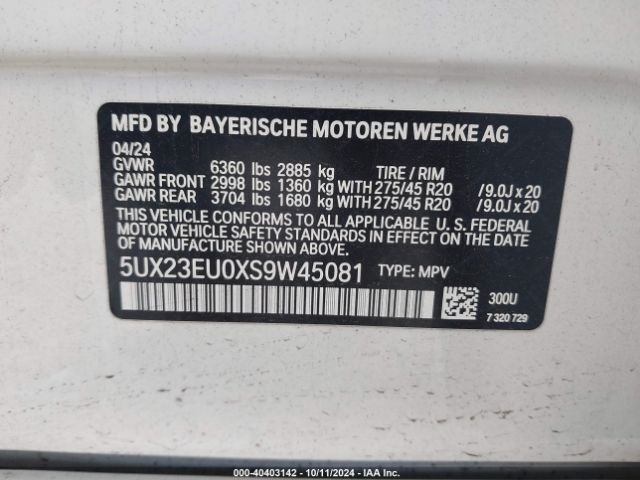 MFD BY BAYERISCHE MOTOREN WERKE AG
04/24
GVWR 6360 lbs 2885 kg TIRE / RIM
GAWR FRONT 2998 lbs 1360 kg WITH 275/45 R20 /9.0J x 20
GAWR REAR 3704 lbs 1680 kg WITH 275/45 R20 /9.0J x 20
THIS VEHICLE CONFORMS TO ALL APPLICABLE U. S. FEDERAL
MOTOR VEHICLE SAFETY STANDARDS IN EFFECT ON THE DATE
OF MANUFACTURE SHOWN ABOVE.
5UX23EU0XS9W45081 TYPE: MPV
300U
7 320 729
000-40403142 - 10/11/2024 - IAA Inc.